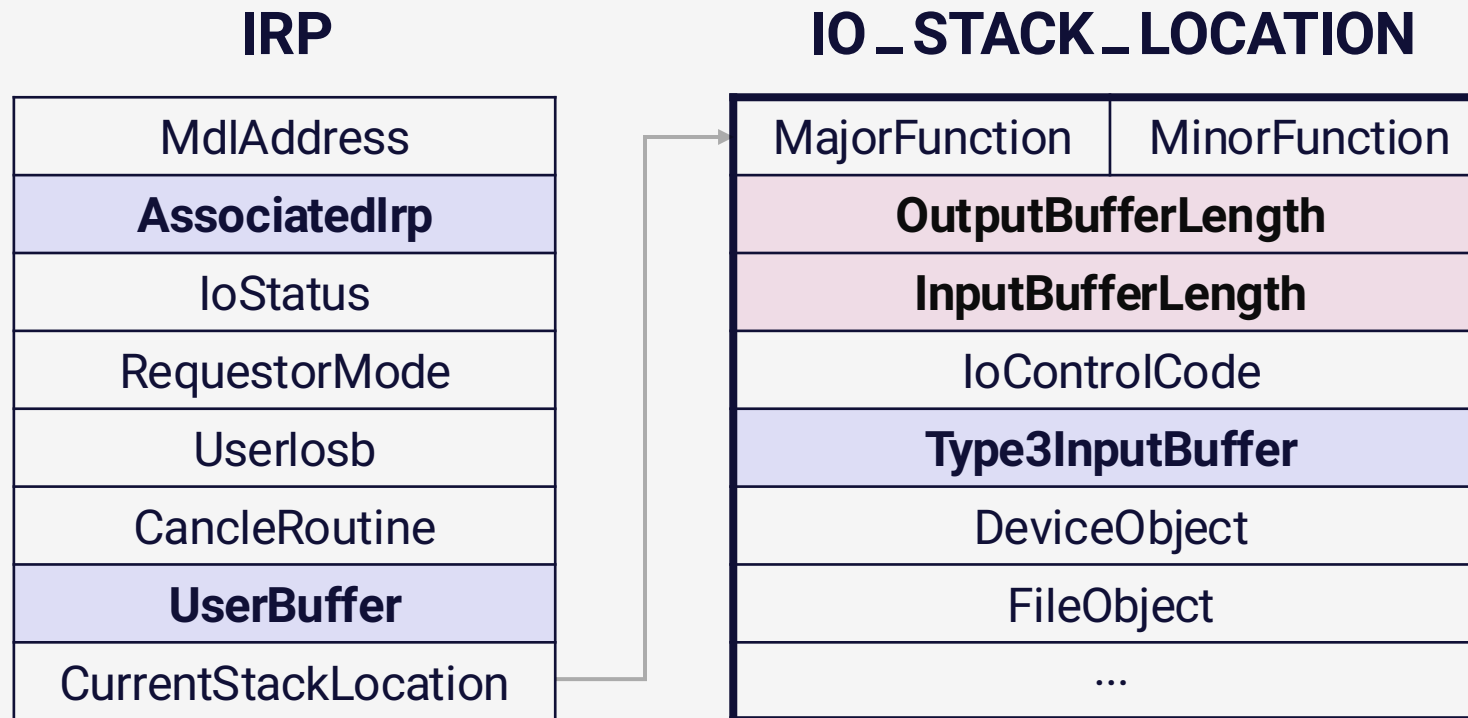 IRP
MdlAddress
AssociatedIrp
IoStatus
RequestorMode
UserIosb
CancleRoutine
UserBuffer
CurrentStackLocation
IO_STACK_LOCATION
MajorFunction MinorFunction
OutputBufferLength
InputBufferLength
IoControlCode
Type3InputBuffer
DeviceObject
FileObject
...